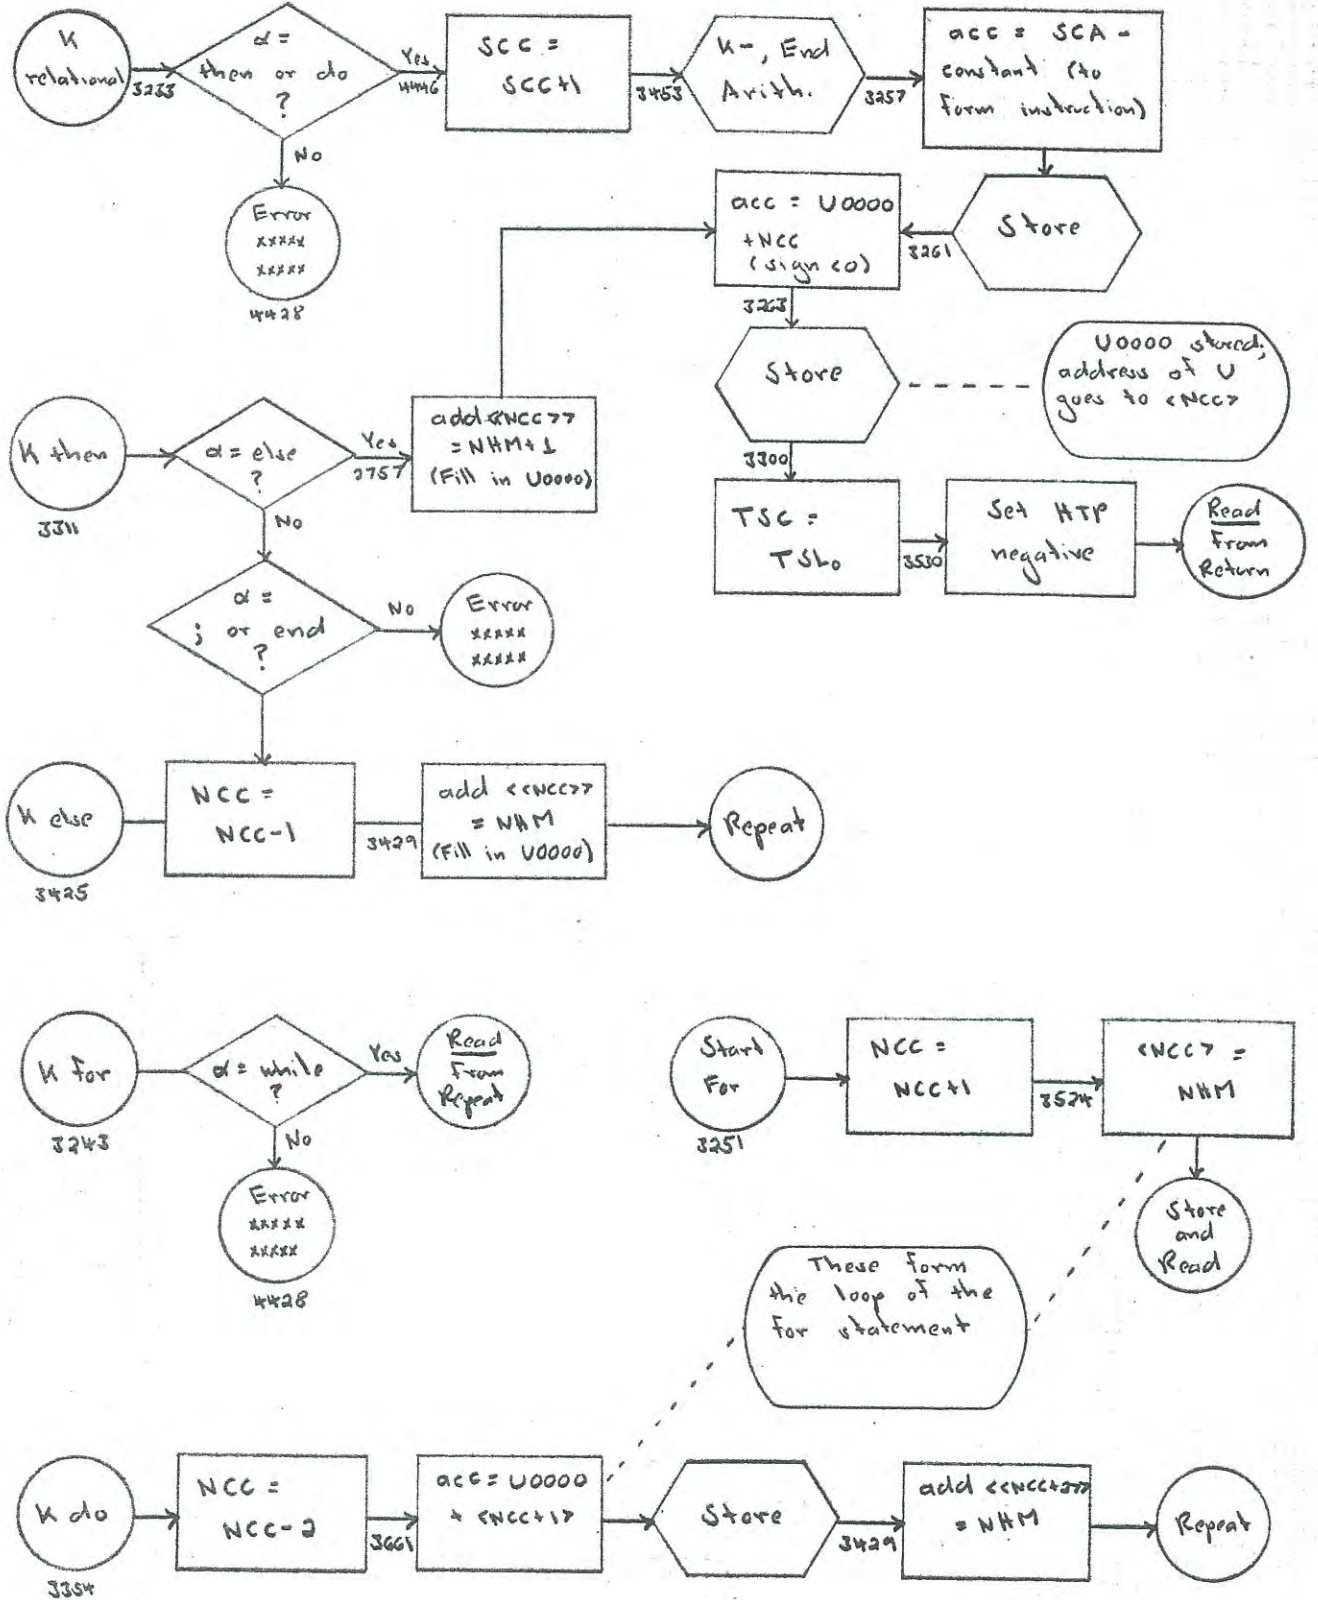 K
relational
3233
α =
then or do
?
Yes
4446
No
Error
xxxxx
xxxxx
4428
SCC =
SCC+1
3453
K-, End
Arith.
3257
acc = SCA -
constant (to
form instruction)
Store
3261
acc = U0000
+NCC
(sign <0)
3263
Store
U0000 stored;
address of U
goes to <NCC>
3300
TSC =
TSL₀
3530
Set HTP
negative
Read
From
Return
K then
3311
α = else
?
Yes
2757
add<<NCC>>
= NHM+1
(Fill in U0000)
No
α =
; or end
?
No
Error
xxxxx
xxxxx
K else
3425
NCC =
NCC-1
3429
add <<NCC>>
= NHM
(Fill in U0000)
Repeat
K for
3243
α = while
?
Yes
Read
From
Repeat
No
Error
xxxxx
xxxxx
4428
Start
For
3251
NCC =
NCC+1
3524
<NCC> =
NHM
Store
and
Read
These form
the loop of the
for statement
K do
3354
NCC =
NCC-2
3661
acc = U0000
+ <NCC+1>
Store
3429
add <<NCC+2>>
= NHM
Repeat